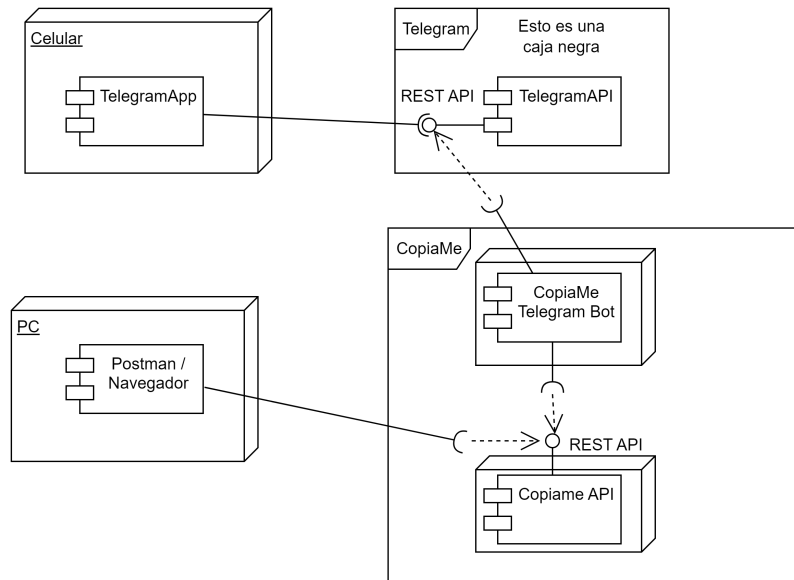 Celular
TelegramApp
Telegram
Esto es una
caja negra
REST API
TelegramAPI
CopiaMe
CopiaMe
Telegram Bot
PC
Postman /
Navegador
REST API
Copiame API